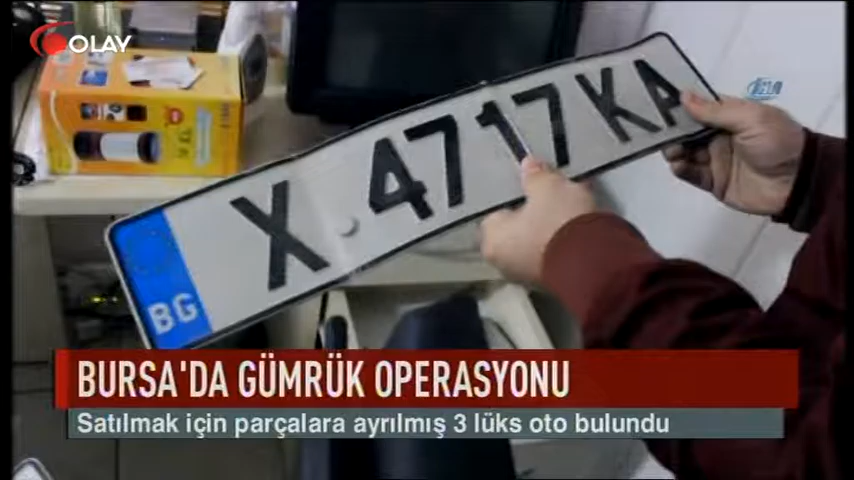 OLAY
X 4717 KA
BG
BURSA'DA GÜMRÜK OPERASYONU
Satılmak için parçalara ayrılmış 3 lüks oto bulundu